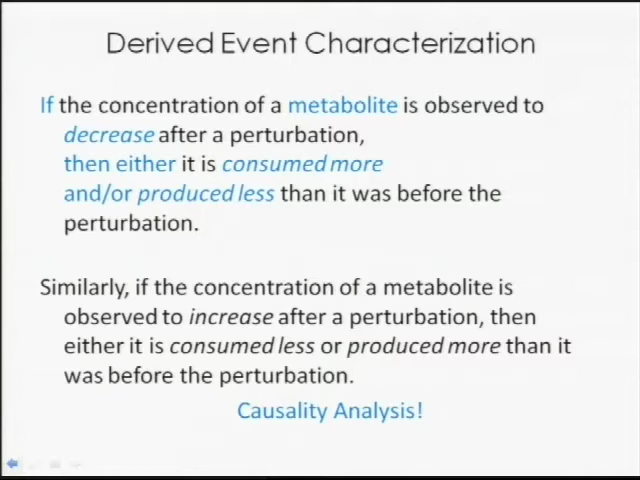 Derived Event Characterization
If the concentration of a metabolite is observed to
decrease after a perturbation,
then either it is consumed more
and/or produced less than it was before the
perturbation.
Similarly, if the concentration of a metabolite is
observed to increase after a perturbation, then
either it is consumed less or produced more than it
was before the perturbation.
Causality Analysis!